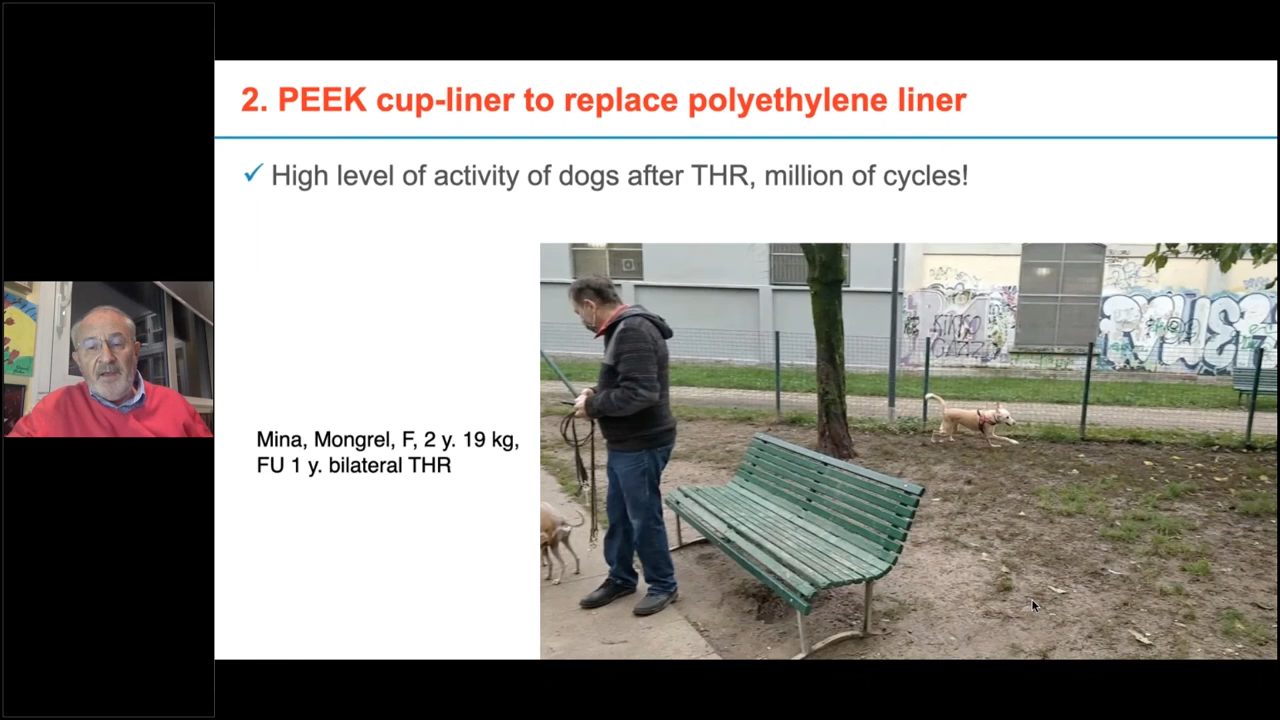 2. PEEK cup-liner to replace polyethylene liner
✓ High level of activity of dogs after THR, million of cycles!
Mina, Mongrel, F, 2 y. 19 kg,
FU 1 y. bilateral THR